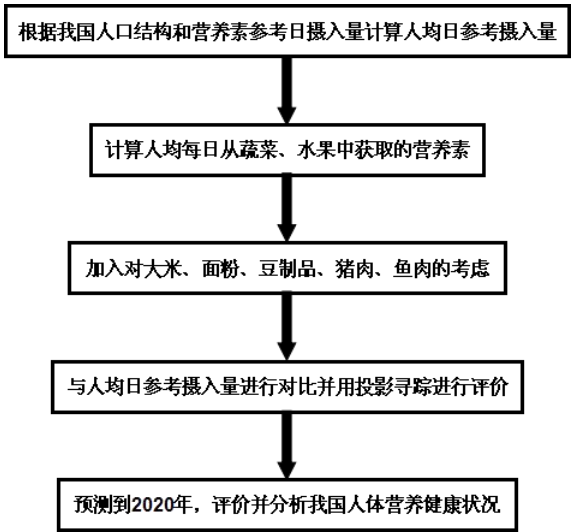 根据我国人口结构和营养素参考日摄入量计算人均日参考摄入量
计算人均每日从蔬菜、水果中获取的营养素
加入对大米、面粉、豆制品、猪肉、鱼肉的考虑
与人均日参考摄入量进行对比并用投影寻踪进行评价
预测到2020年，评价并分析我国人体营养健康状况